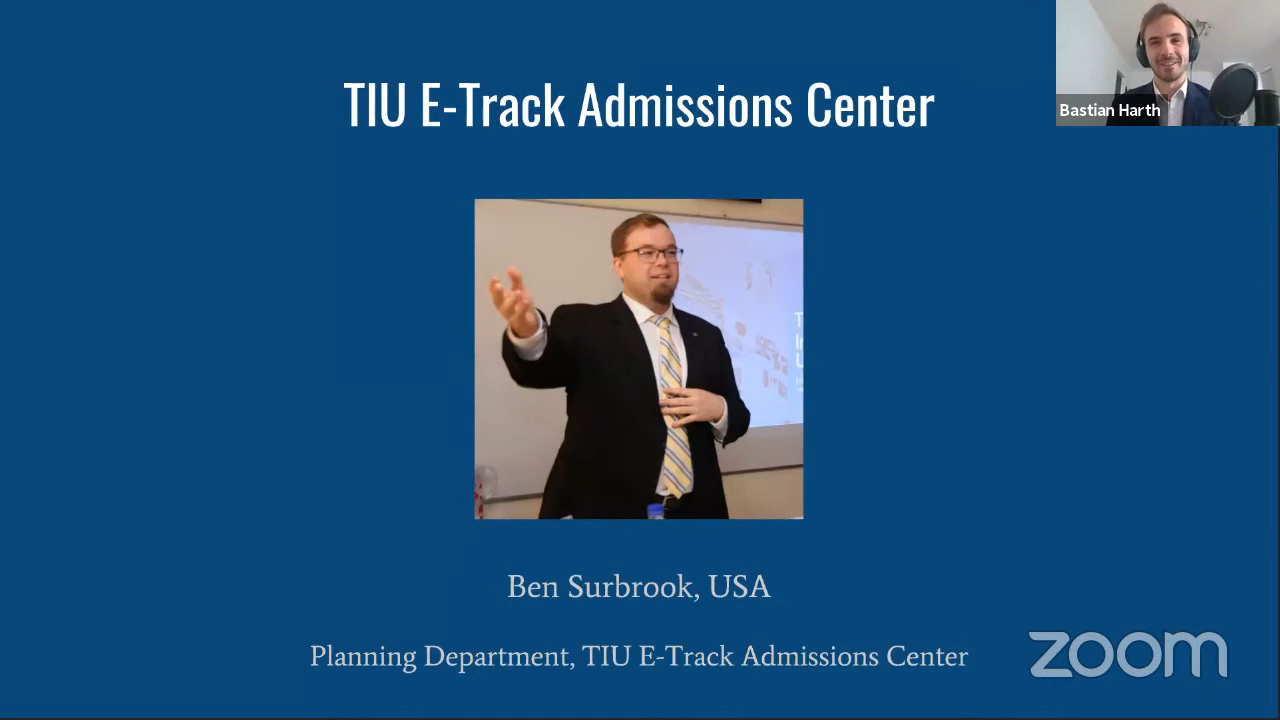 TIU E-Track Admissions Center
Bastian Harth
Ben Surbrook, USA
Planning Department, TIU E-Track Admissions Center
zoom